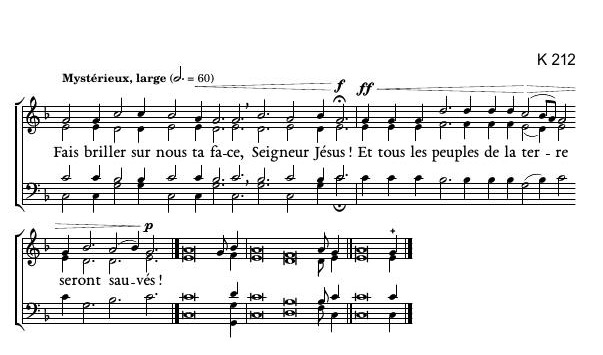 K 212
Mystérieux, large (𝅗𝅥. = 60)
f ff
Fais briller sur nous ta fa-ce, Seigneur Jésus ! Et tous les peuples de la ter - re
p
seront sau-vés !